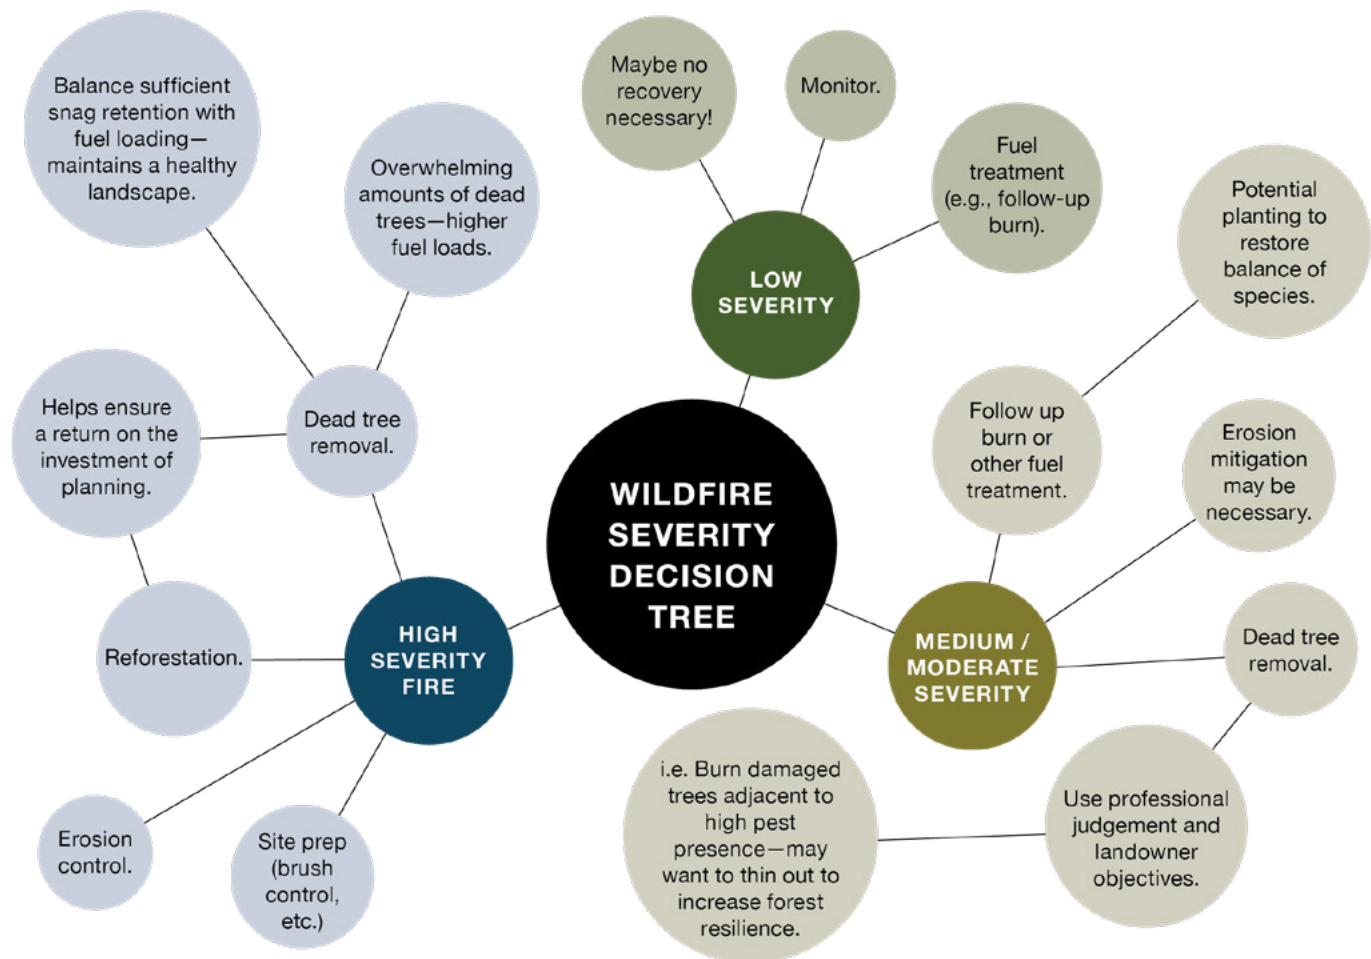 Balance sufficient
snag retention with
fuel loading—
maintains a healthy
landscape.
Overwhelming
amounts of dead
trees—higher
fuel loads.
Helps ensure
a return on the
investment of
planning.
Dead tree
removal.
Reforestation.
HIGH
SEVERITY
FIRE
Erosion
control.
Site prep
(brush
control,
etc.)
Maybe no
recovery
necessary!
Monitor.
Fuel
treatment
(e.g., follow-up
burn).
LOW
SEVERITY
WILDFIRE
SEVERITY
DECISION
TREE
Potential
planting to
restore
balance of
species.
Follow up
burn or
other fuel
treatment.
Erosion
mitigation
may be
necessary.
MEDIUM /
MODERATE
SEVERITY
Dead tree
removal.
Use professional
judgement and
landowner
objectives.
i.e. Burn damaged
trees adjacent to
high pest
presence—may
want to thin out to
increase forest
resilience.